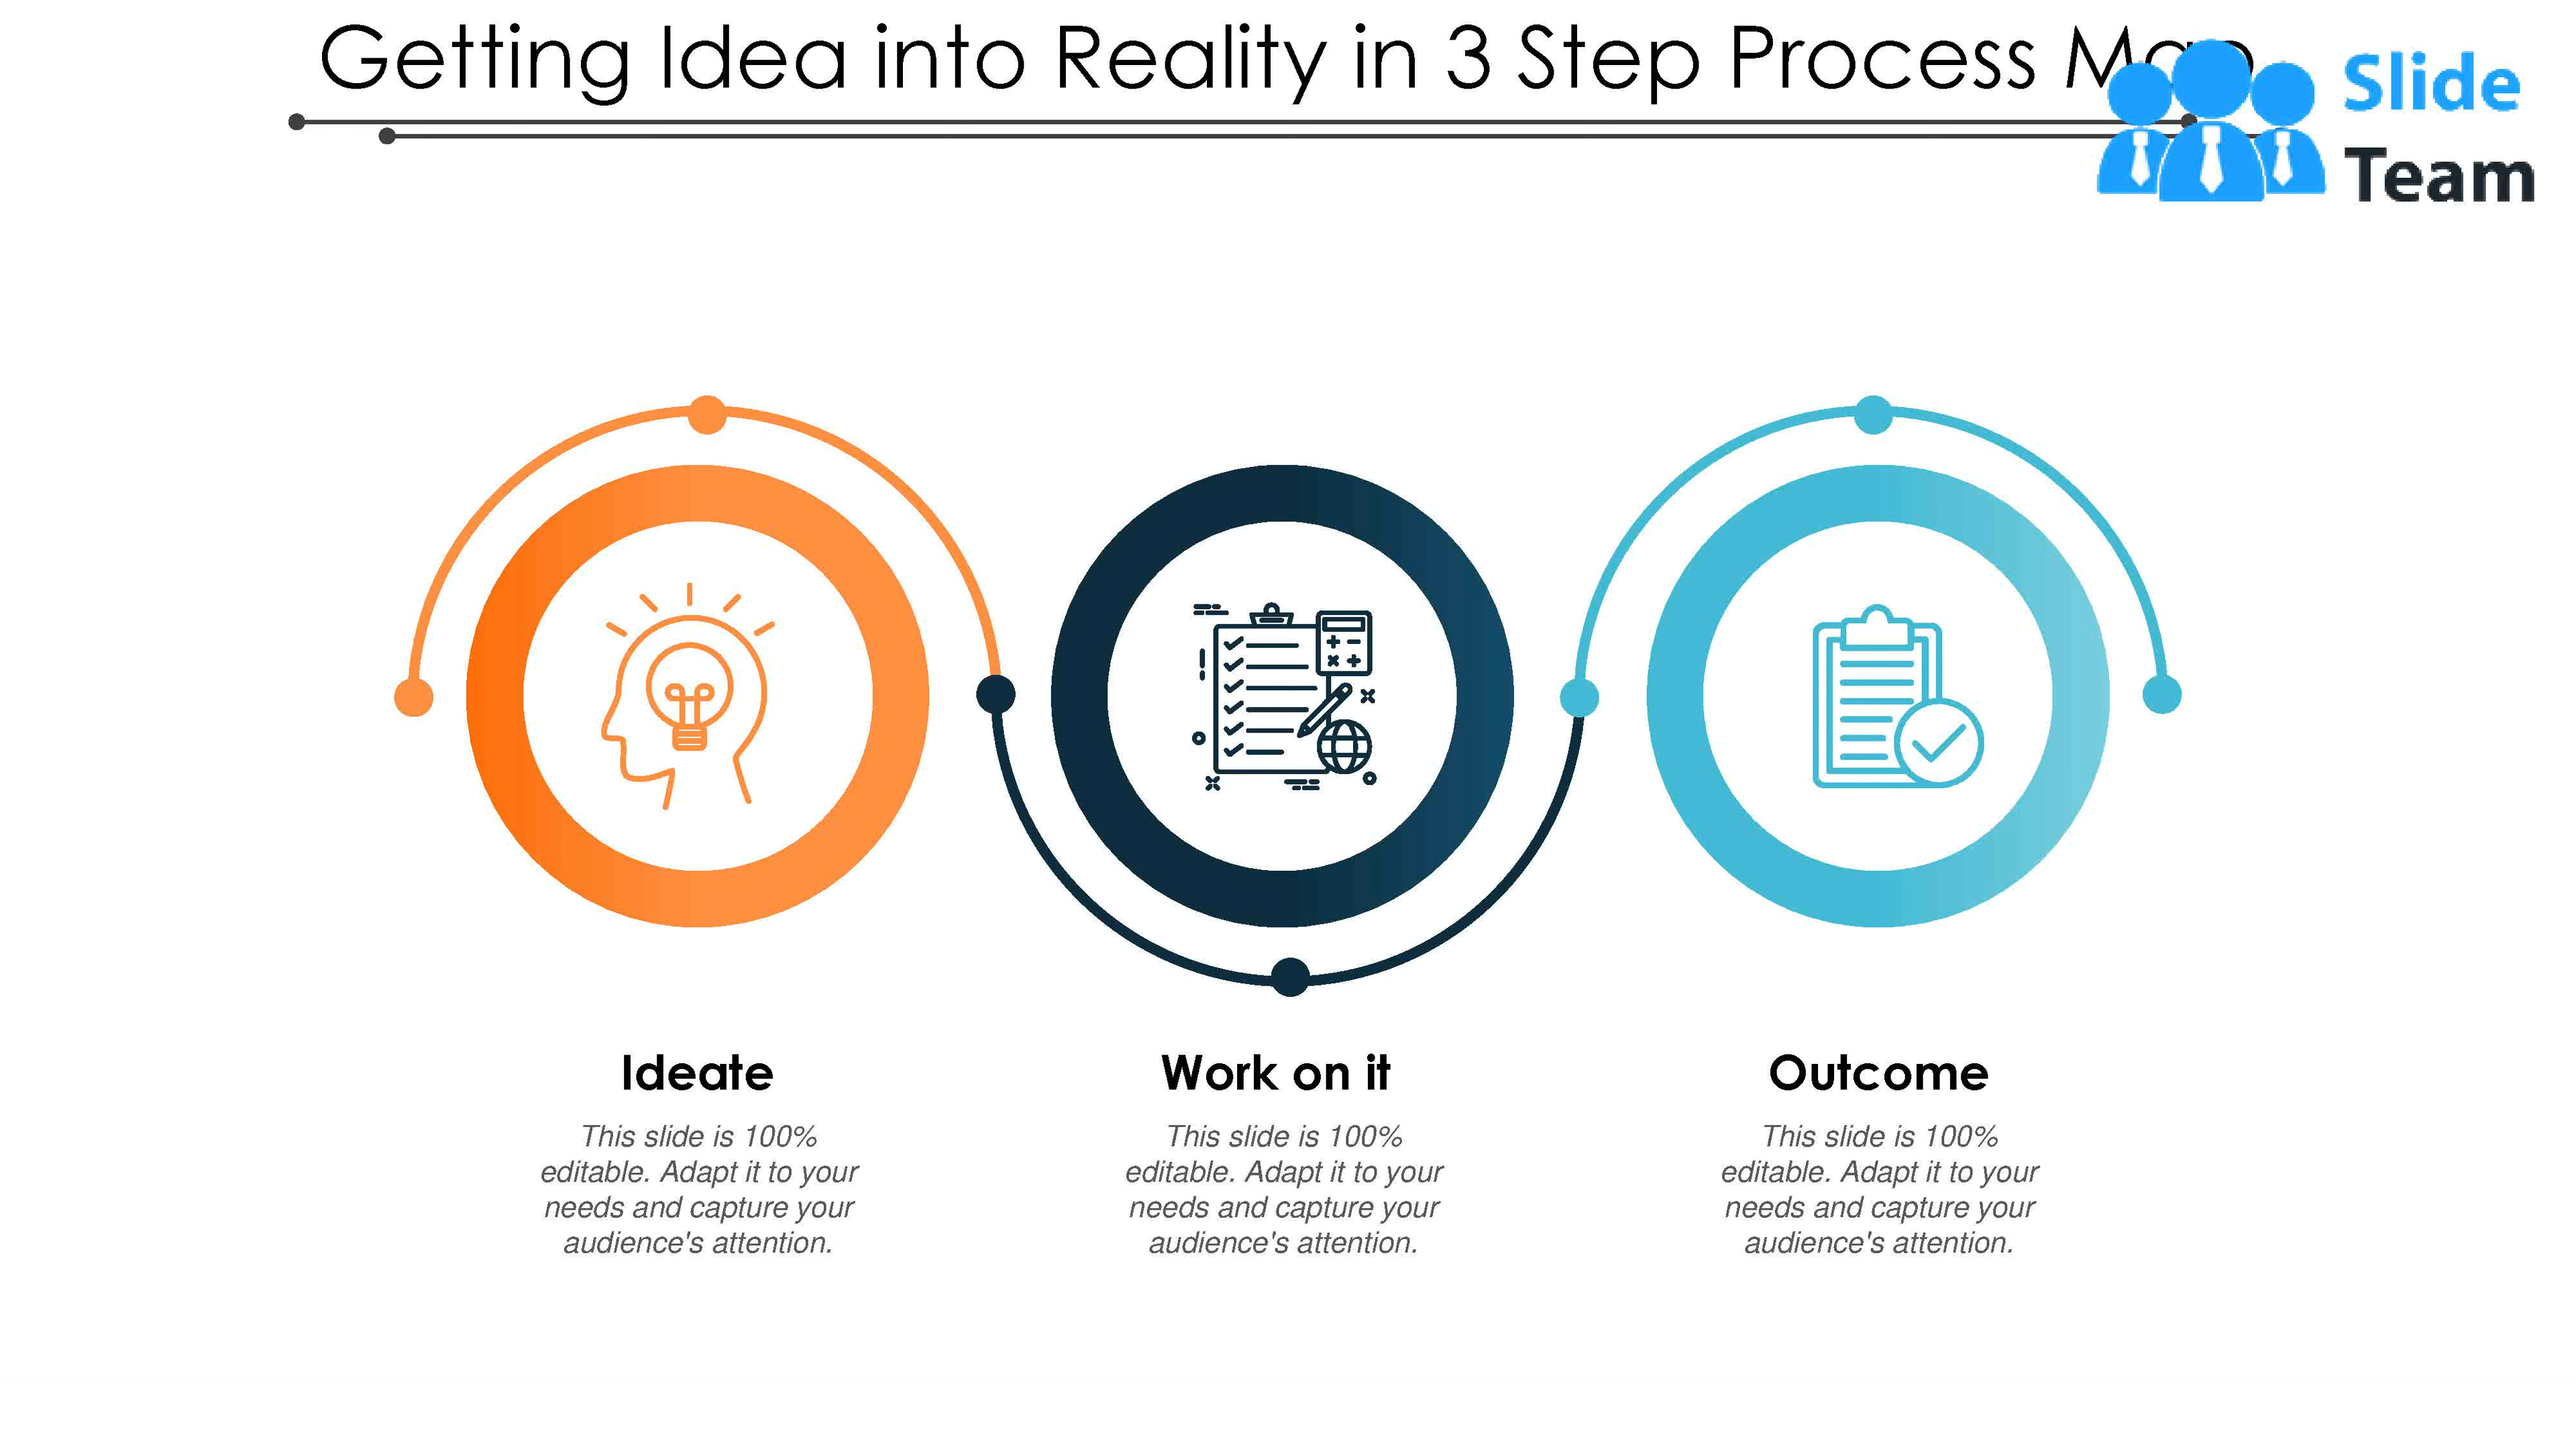 Getting Idea into Reality in 3 Step Process Map
Slide
Team
Ideate
This slide is 100%
editable. Adapt it to your
needs and capture your
audience's attention.
Work on it
This slide is 100%
editable. Adapt it to your
needs and capture your
audience's attention.
Outcome
This slide is 100%
editable. Adapt it to your
needs and capture your
audience's attention.